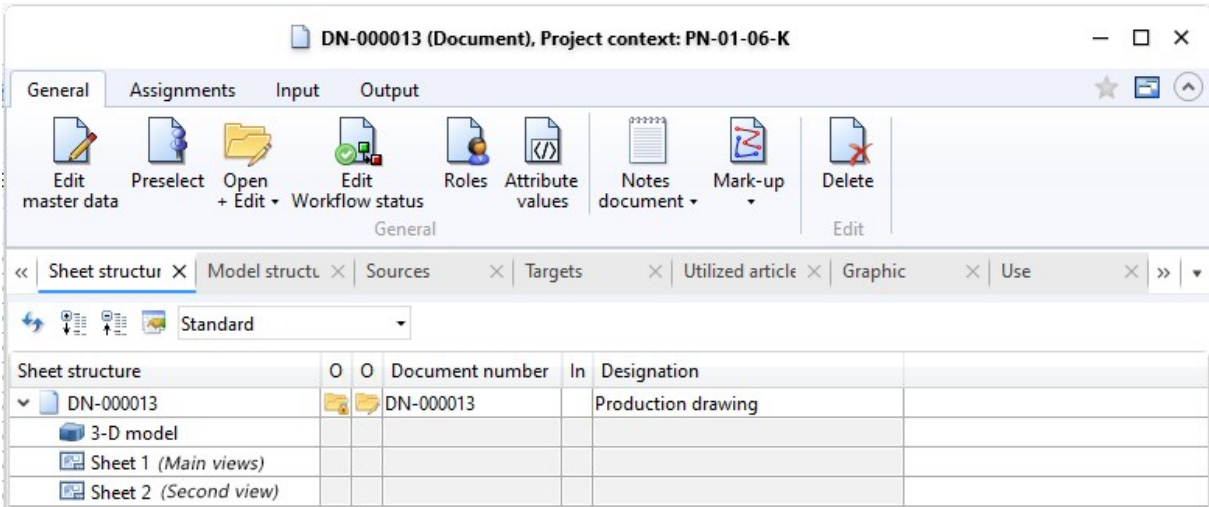 DN-000013 (Document), Project context: PN-01-06-K
General Assignments Input Output
Edit master data
Preselect
Open + Edit
Edit Workflow status
Roles
Attribute values
Notes document
Mark-up
Delete
General
Edit
« Sheet structur Model structu Sources Targets Utilized article Graphic Use »
Standard
Sheet structure O O Document number In Designation
DN-000013 DN-000013 Production drawing
3-D model
Sheet 1 (Main views)
Sheet 2 (Second view)